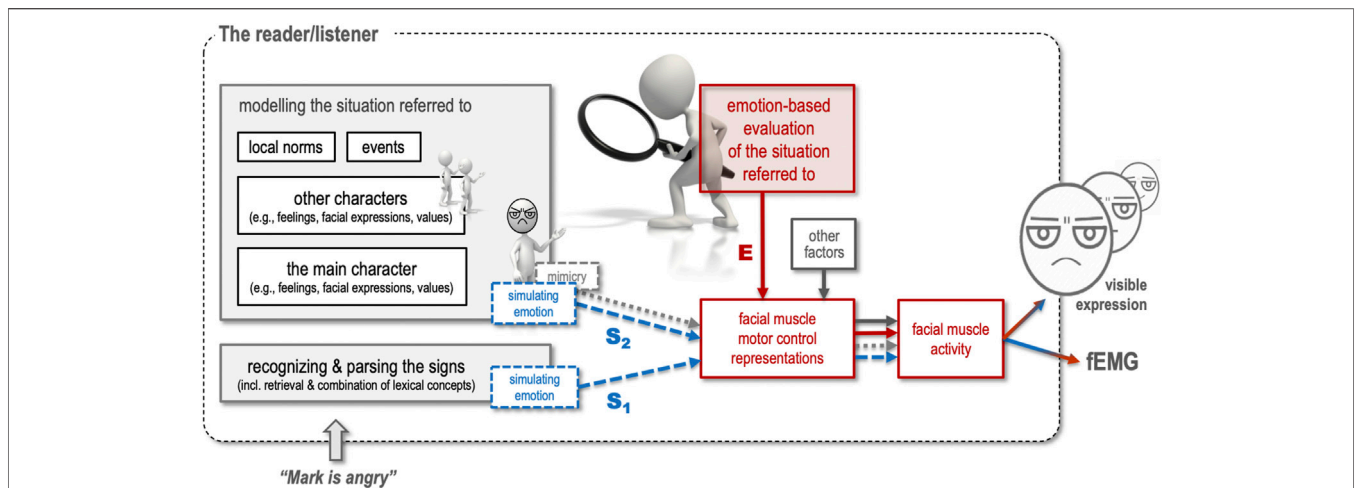 The reader/listener
modelling the situation referred to
local norms
events
other characters
(e.g., feelings, facial expressions, values)
the main character
(e.g., feelings, facial expressions, values)
mimicry
simulating
emotion
S2
recognizing & parsing the signs
(incl. retrieval & combination of lexical concepts)
simulating
emotion
S1
“Mark is angry”
emotion-based
evaluation
of the situation
referred to
E
other
factors
facial muscle
motor control
representations
facial muscle
activity
visible
expression
fEMG